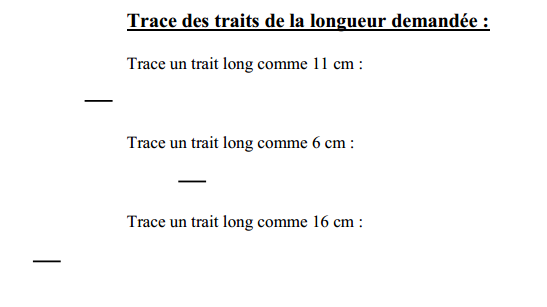 Trace des traits de la longueur demandée :
Trace un trait long comme 11 cm :
Trace un trait long comme 6 cm :
Trace un trait long comme 16 cm :